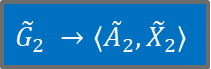 G̃₂ → ⟨Ã₂, X̃₂⟩